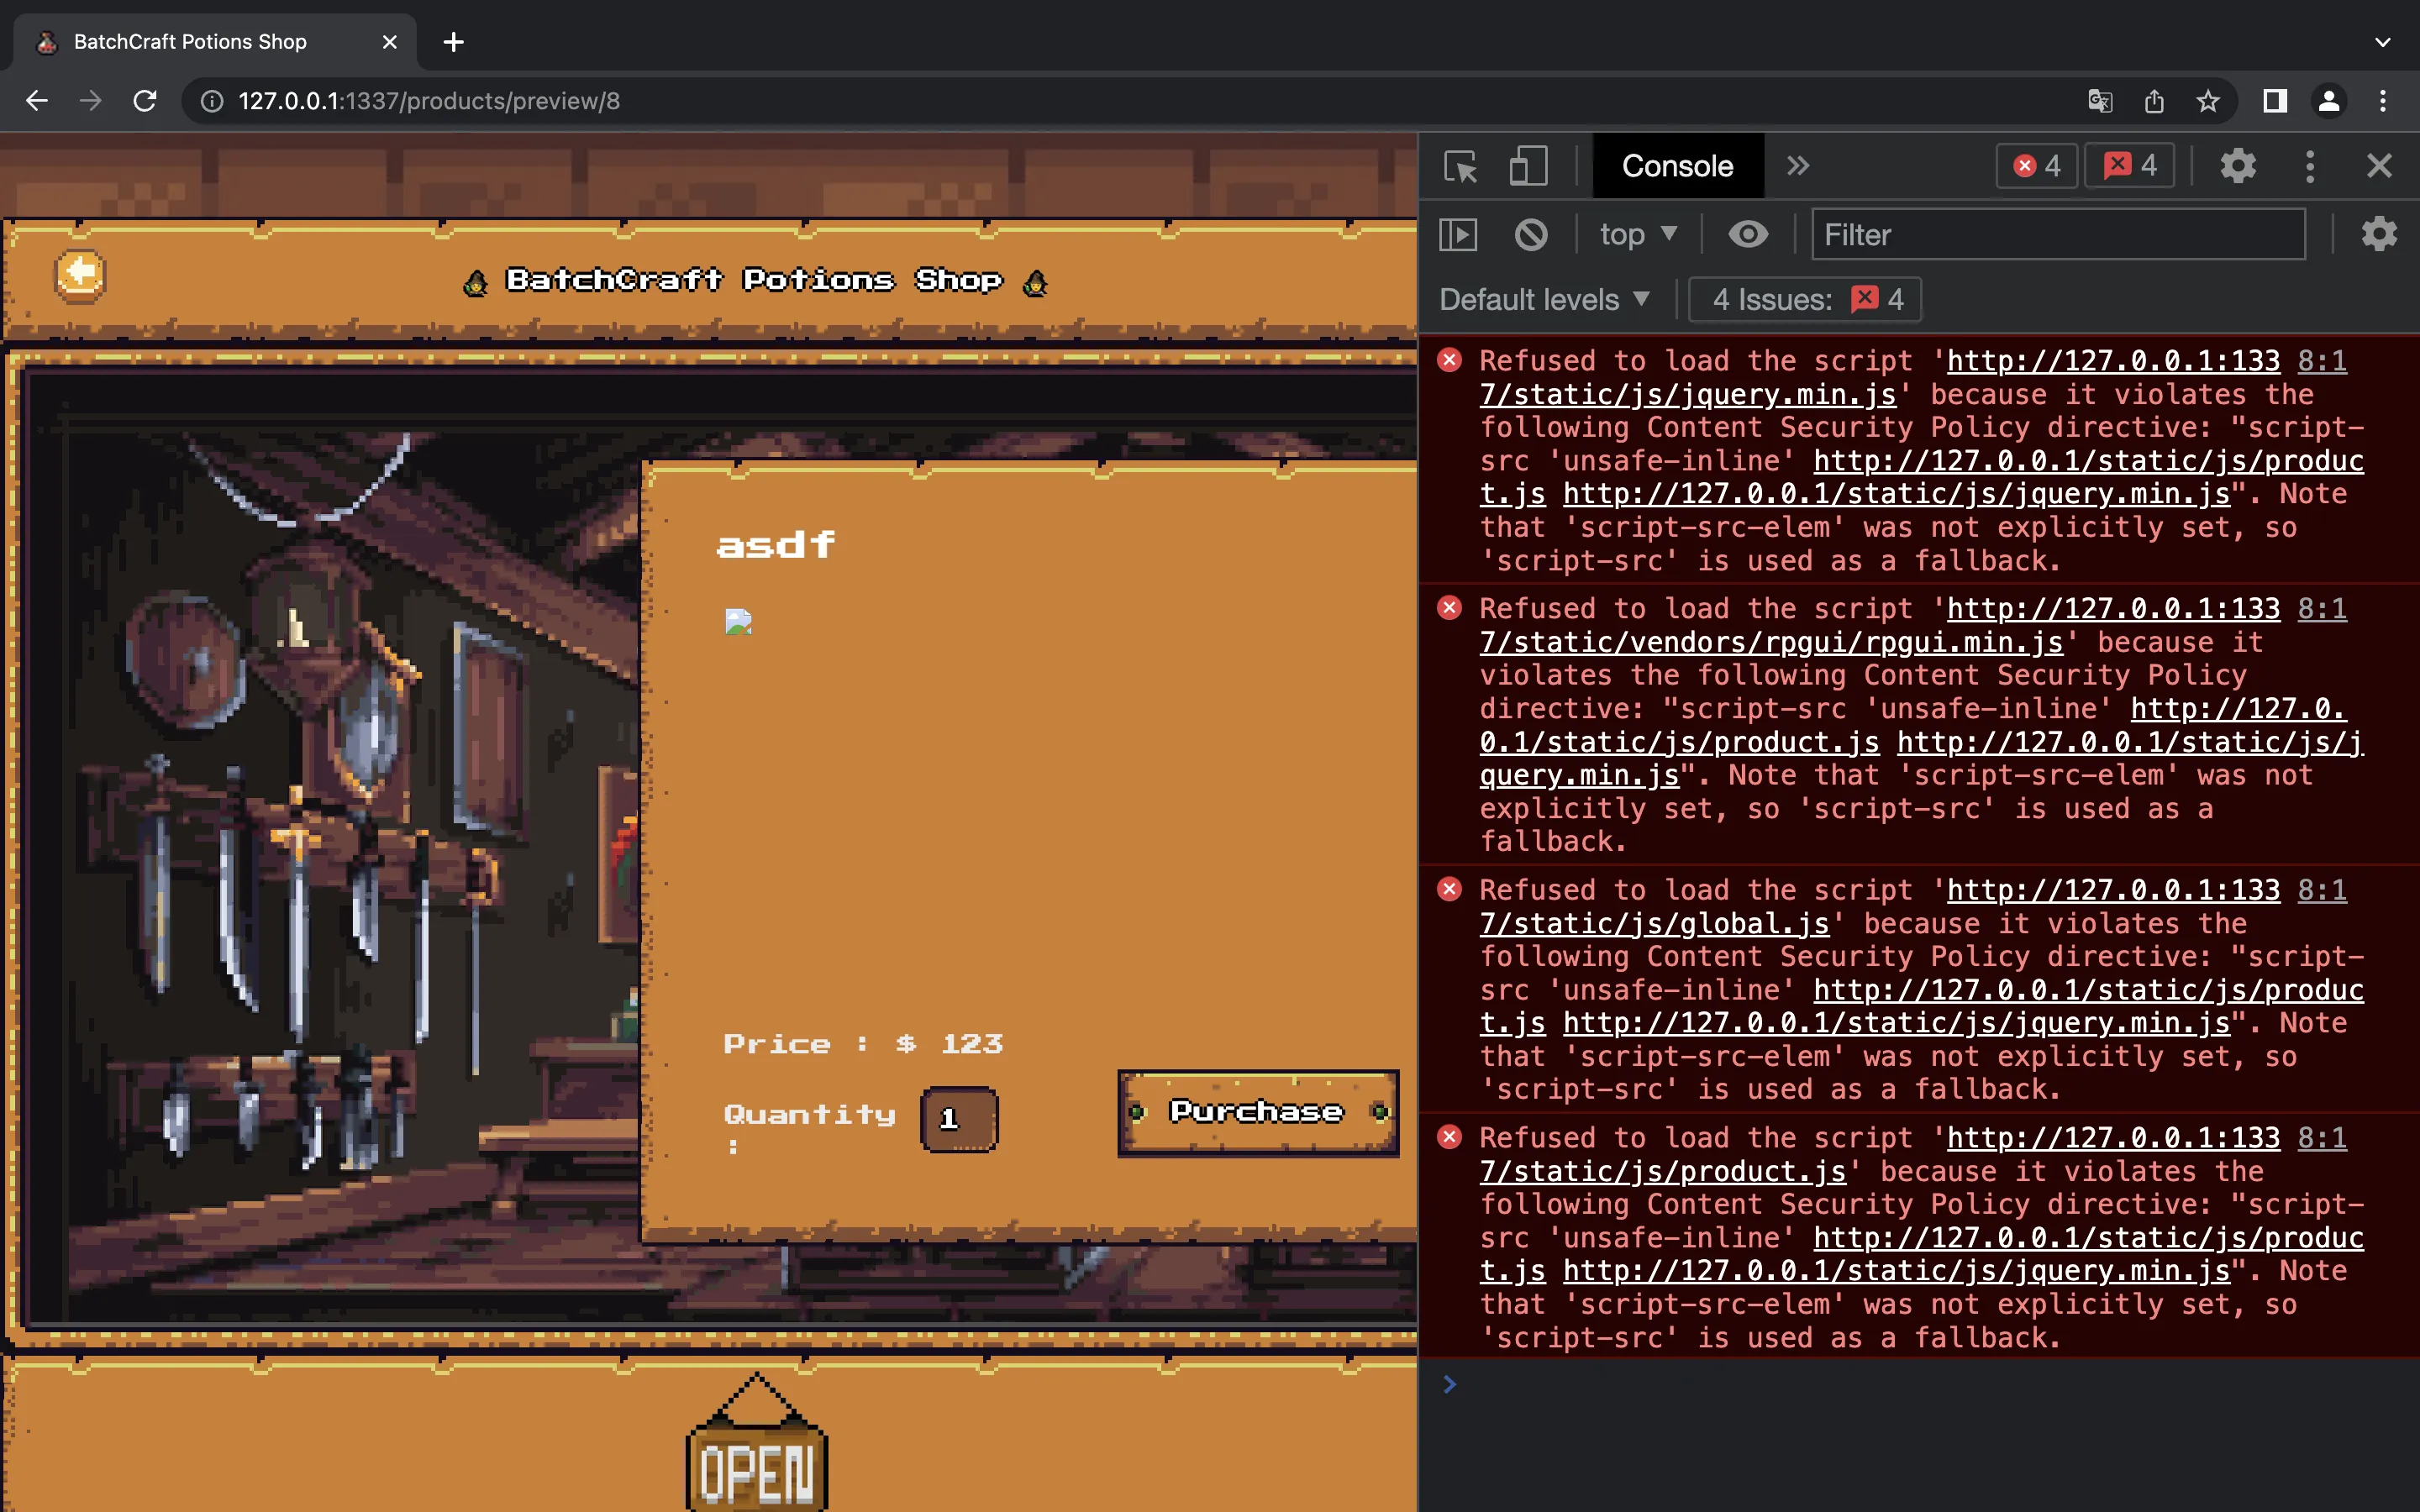 BatchCraft Potions Shop
127.0.0.1:1337/products/preview/8
BatchCraft Potions Shop
asdf
Price : $ 123
Quantity
:
1
Purchase
OPEN
Console
4
4
top
Filter
Default levels
4 Issues:
4
Refused to load the script 'http://127.0.0.1:133 8:1
7/static/js/jquery.min.js' because it violates the
following Content Security Policy directive: "script-
src 'unsafe-inline' http://127.0.0.1/static/js/produc
t.js http://127.0.0.1/static/js/jquery.min.js". Note
that 'script-src-elem' was not explicitly set, so
'script-src' is used as a fallback.
Refused to load the script 'http://127.0.0.1:133 8:1
7/static/vendors/rpgui/rpgui.min.js' because it
violates the following Content Security Policy
directive: "script-src 'unsafe-inline' http://127.0.
0.1/static/js/product.js http://127.0.0.1/static/js/j
query.min.js". Note that 'script-src-elem' was not
explicitly set, so 'script-src' is used as a
fallback.
Refused to load the script 'http://127.0.0.1:133 8:1
7/static/js/global.js' because it violates the
following Content Security Policy directive: "script-
src 'unsafe-inline' http://127.0.0.1/static/js/produc
t.js http://127.0.0.1/static/js/jquery.min.js". Note
that 'script-src-elem' was not explicitly set, so
'script-src' is used as a fallback.
Refused to load the script 'http://127.0.0.1:133 8:1
7/static/js/product.js' because it violates the
following Content Security Policy directive: "script-
src 'unsafe-inline' http://127.0.0.1/static/js/produc
t.js http://127.0.0.1/static/js/jquery.min.js". Note
that 'script-src-elem' was not explicitly set, so
'script-src' is used as a fallback.